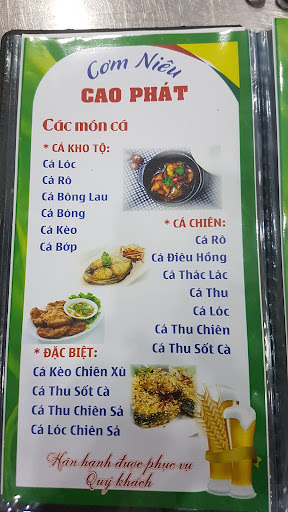 Cơm Niêu
CAO PHÁT
Các món cá
* CÁ KHO TỘ:
Cá Lóc
Cá Rô
Cá Bông Lau
Cá Bóng
Cá Kèo
Cá Bớp
* CÁ CHIÊN:
Cá Rô
Cá Điêu Hồng
Cá Thác Lác
Cá Thu
Cá Lóc
Cá Thu Chiên
Cá Thu Sốt Cà
* ĐẶC BIỆT:
Cá Kèo Chiên Xù
Cá Thu Sốt Cà
Cá Thu Chiên Sả
Cá Lóc Chiên Sả
Hân hạnh được phục vụ
Quý khách